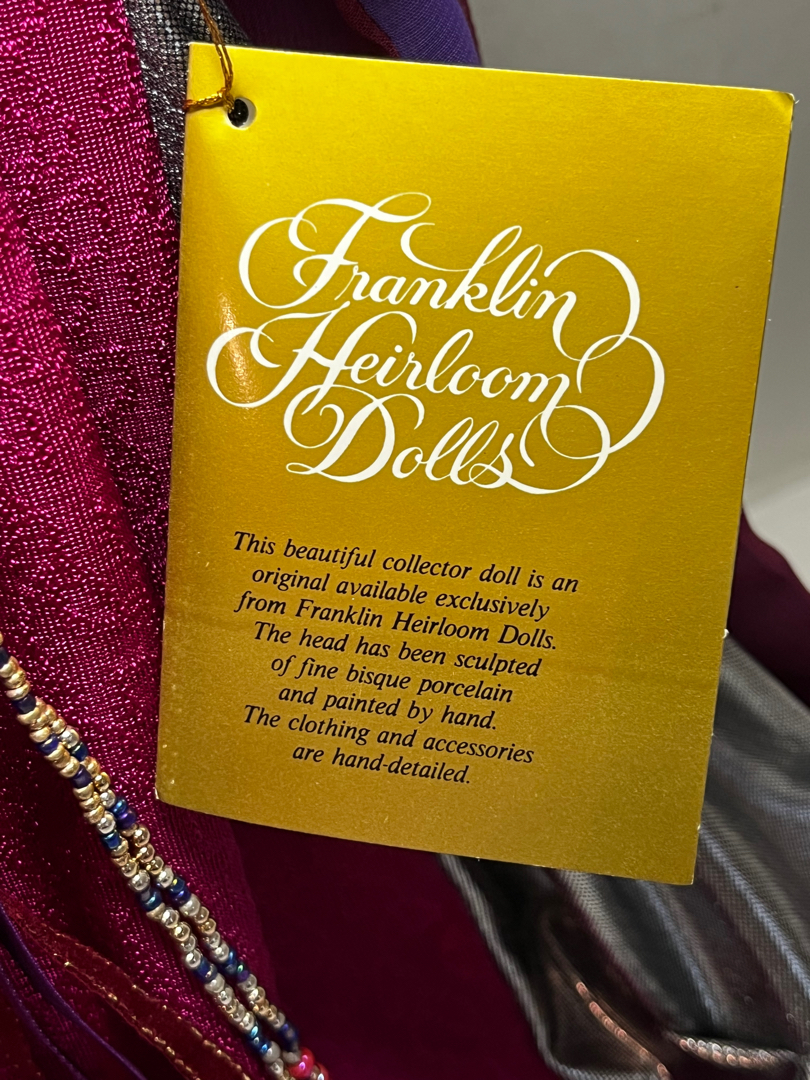 Franklin
Heirloom
Dolls
This beautiful collector doll is an
original available exclusively
from Franklin Heirloom Dolls.
The head has been sculpted
of fine bisque porcelain
and painted by hand.
The clothing and accessories
are hand-detailed.